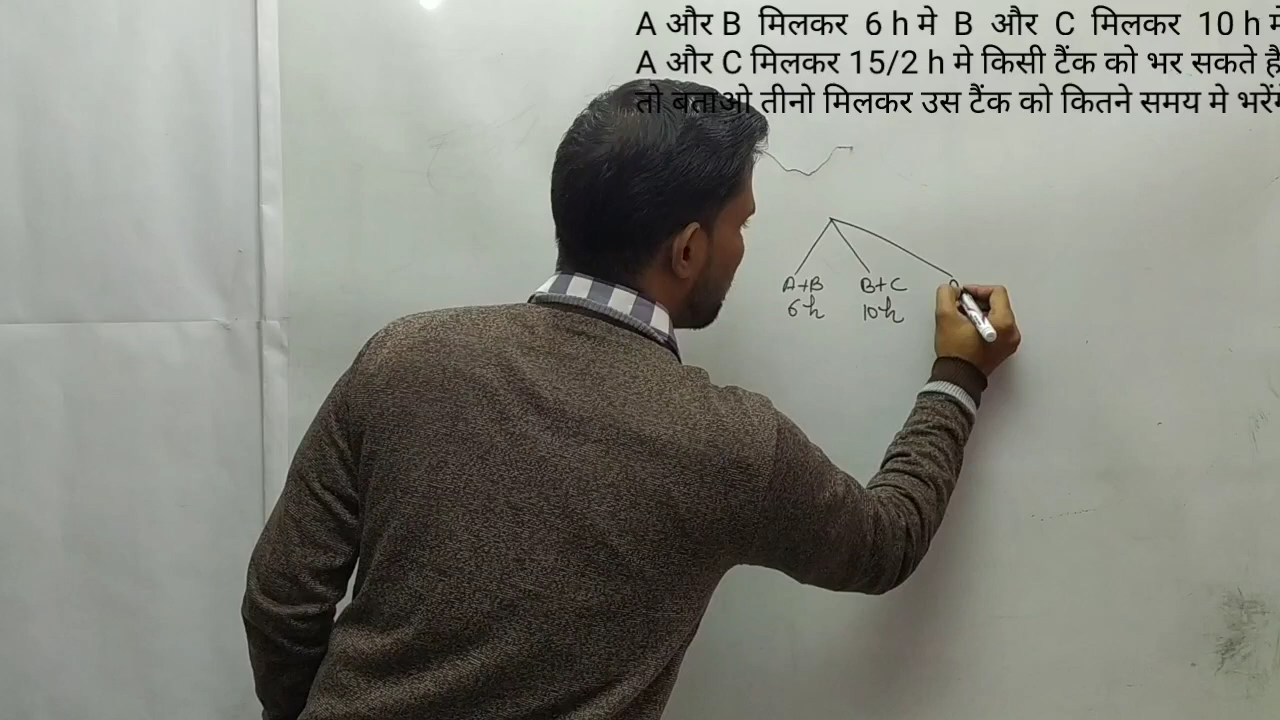 A और B मिलकर 6 h मे B और C मिलकर 10 h में
A और C मिलकर 15/2 h मे किसी टैंक को भर सकते है
तो बताओ तीनो मिलकर उस टैंक को कितने समय मे
A+B B+C
6h 10h